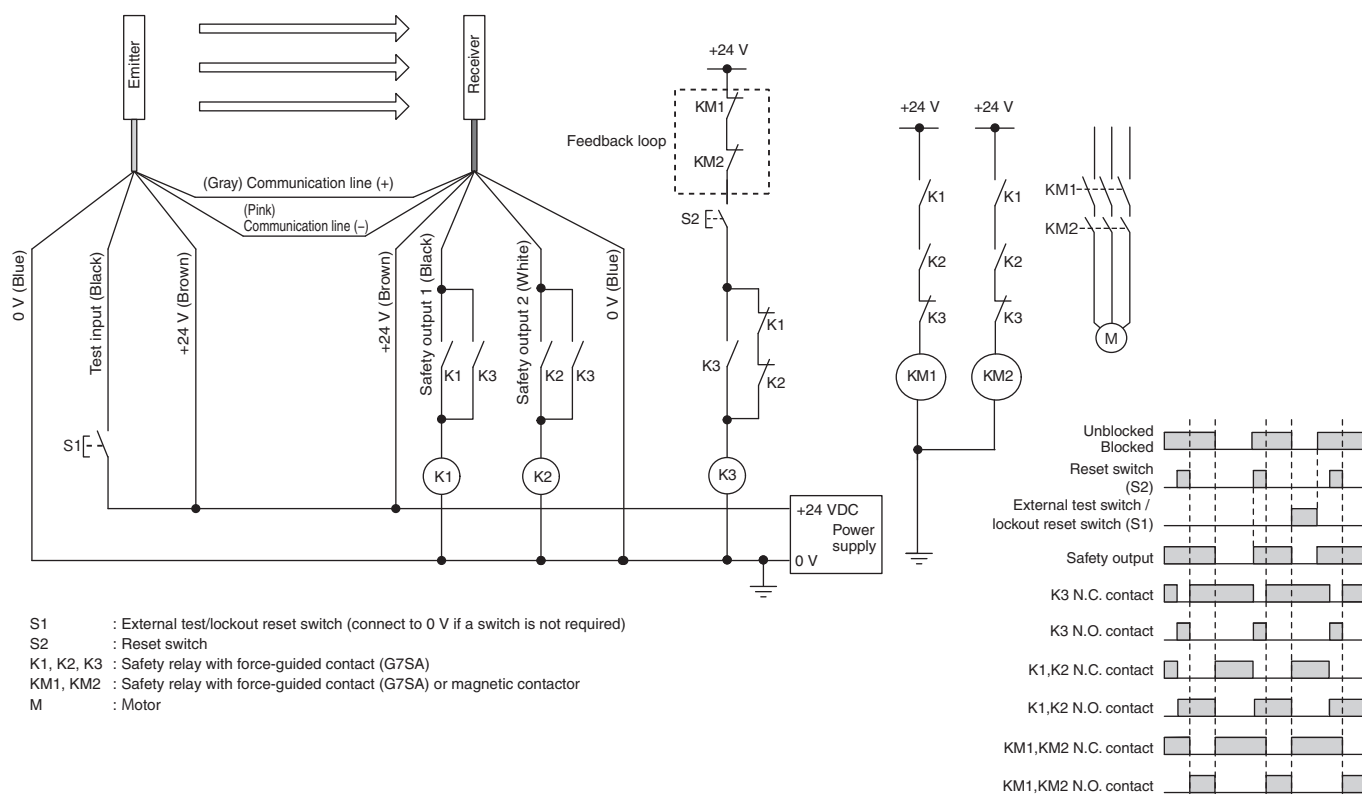 Emitter
Receiver
+24 V
KM1
Feedback loop
KM2
S2
(Gray) Communication line (+)
(Pink)
Communication line (−)
0 V (Blue)
Test input (Black)
+24 V (Brown)
+24 V (Brown)
Safety output 1 (Black)
Safety output 2 (White)
0 V (Blue)
K1
K3
K2
K3
K3
K1
K2
S1
K1
K2
K3
+24 VDC
Power
supply
0 V
+24 V
+24 V
K1
K1
K2
K2
K3
K3
KM1
KM2
KM1
KM2
M
Unblocked
Blocked
Reset switch
(S2)
External test switch /
lockout reset switch (S1)
Safety output
K3 N.C. contact
K3 N.O. contact
K1,K2 N.C. contact
K1,K2 N.O. contact
KM1,KM2 N.C. contact
KM1,KM2 N.O. contact
S1 : External test/lockout reset switch (connect to 0 V if a switch is not required)
S2 : Reset switch
K1, K2, K3 : Safety relay with force-guided contact (G7SA)
KM1, KM2 : Safety relay with force-guided contact (G7SA) or magnetic contactor
M : Motor